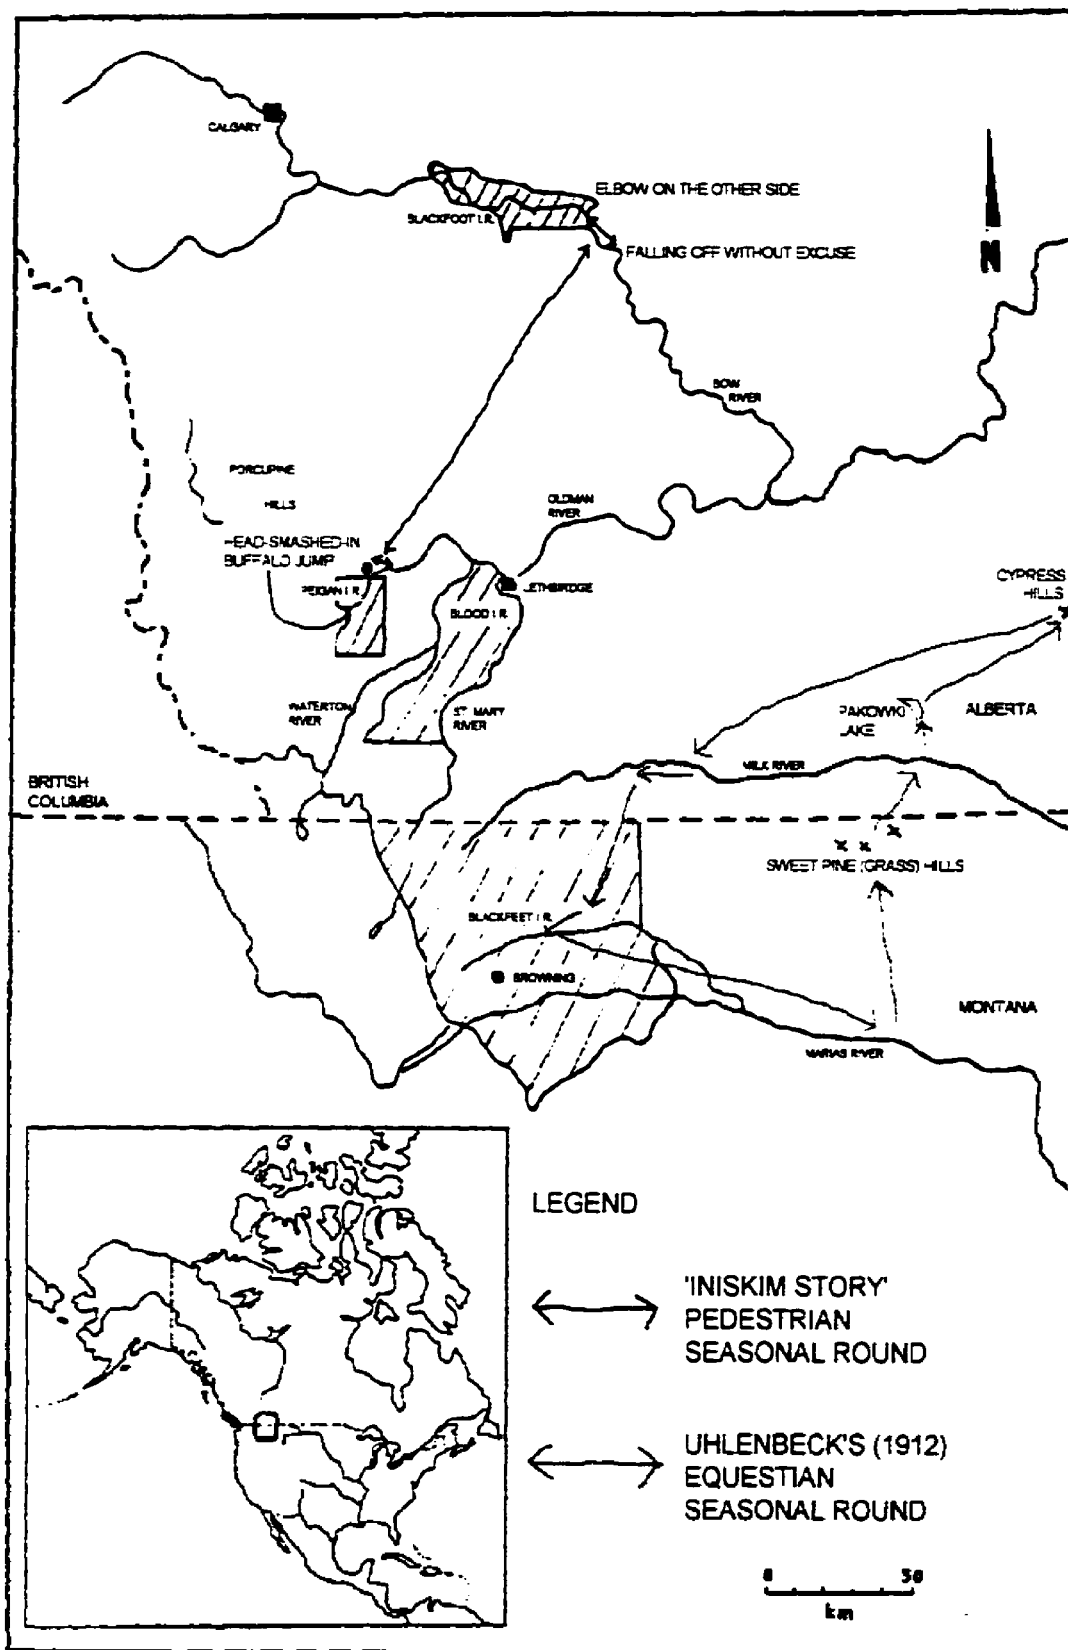 CALGARY
ELBOW ON THE OTHER SIDE
BLACKFOOT I.R.
FALLING OFF WITHOUT EXCUSE
N
BOW
RIVER
PORCUPINE
HILLS
OLDMAN
RIVER
HEAD-SMASHED-IN
BUFFALO JUMP
PEIGAN I.R.
LETHBRIDGE
BLOOD I.R.
CYPRESS
HILLS
WATERTON
RIVER
ST. MARY
RIVER
PAKOWKI
LAKE
ALBERTA
MILK RIVER
BRITISH
COLUMBIA
SWEET PINE (GRASS) HILLS
BLACKFEET I.R.
BROWNING
MONTANA
MARIAS RIVER
LEGEND
'INISKIM STORY'
PEDESTRIAN
SEASONAL ROUND
UHLENBECK'S (1912)
EQUESTIAN
SEASONAL ROUND
0 50
km